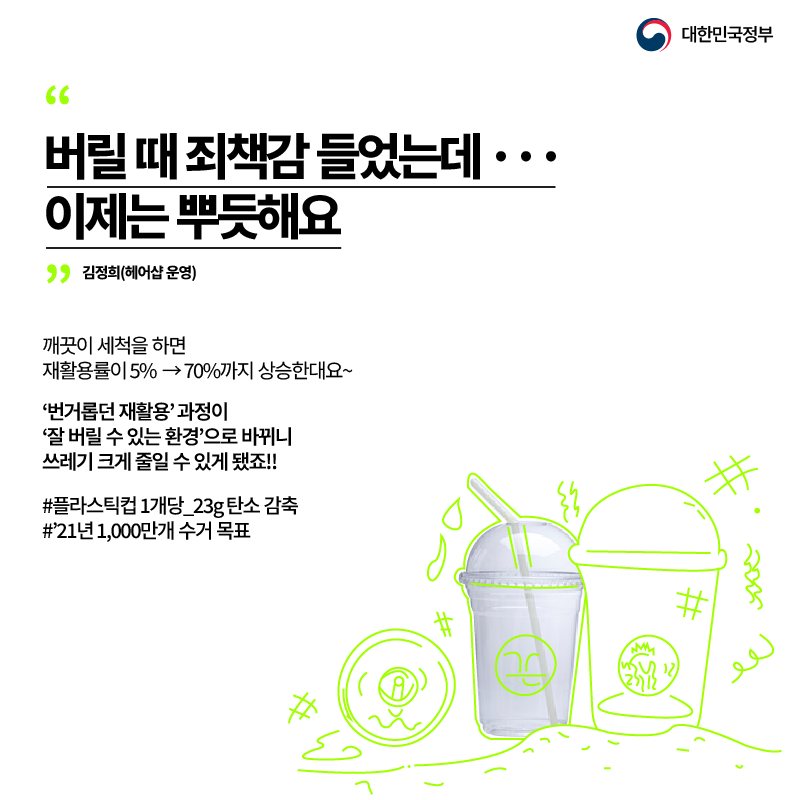 대한민국정부
“
버릴 때 죄책감 들었는데 · · ·
이제는 뿌듯해요
”
김정희(헤어샵 운영)
깨끗이 세척을 하면
재활용률이 5% → 70%까지 상승한대요~
‘번거롭던 재활용’ 과정이
‘잘 버릴 수 있는 환경’으로 바뀌니
쓰레기 크게 줄일 수 있게 됐죠!!
#플라스틱컵 1개당_23g 탄소 감축
#’21년 1,000만개 수거 목표